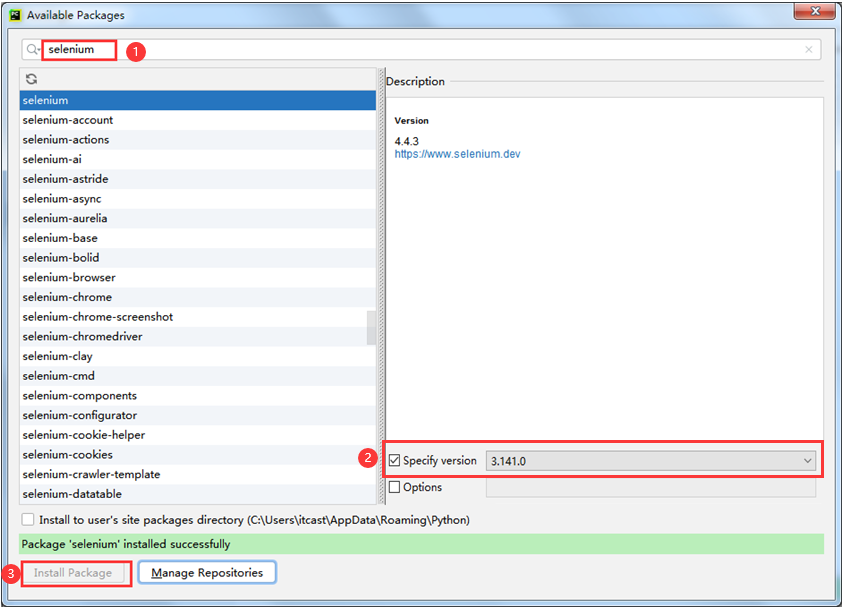 Available Packages
selenium
1
selenium
selenium-account
selenium-actions
selenium-ai
selenium-astride
selenium-async
selenium-aurelia
selenium-base
selenium-bolid
selenium-browser
selenium-chrome
selenium-chrome-screenshot
selenium-chromedriver
selenium-clay
selenium-cmd
selenium-components
selenium-configurator
selenium-cookie-helper
selenium-cookies
selenium-crawler-template
selenium-datatable
Description
Version
4.4.3
https://www.selenium.dev
2
Specify version 3.141.0
Options
Install to user's site packages directory (C:\Users\itcast\AppData\Roaming\Python)
Package 'selenium' installed successfully
3
Install Package
Manage Repositories